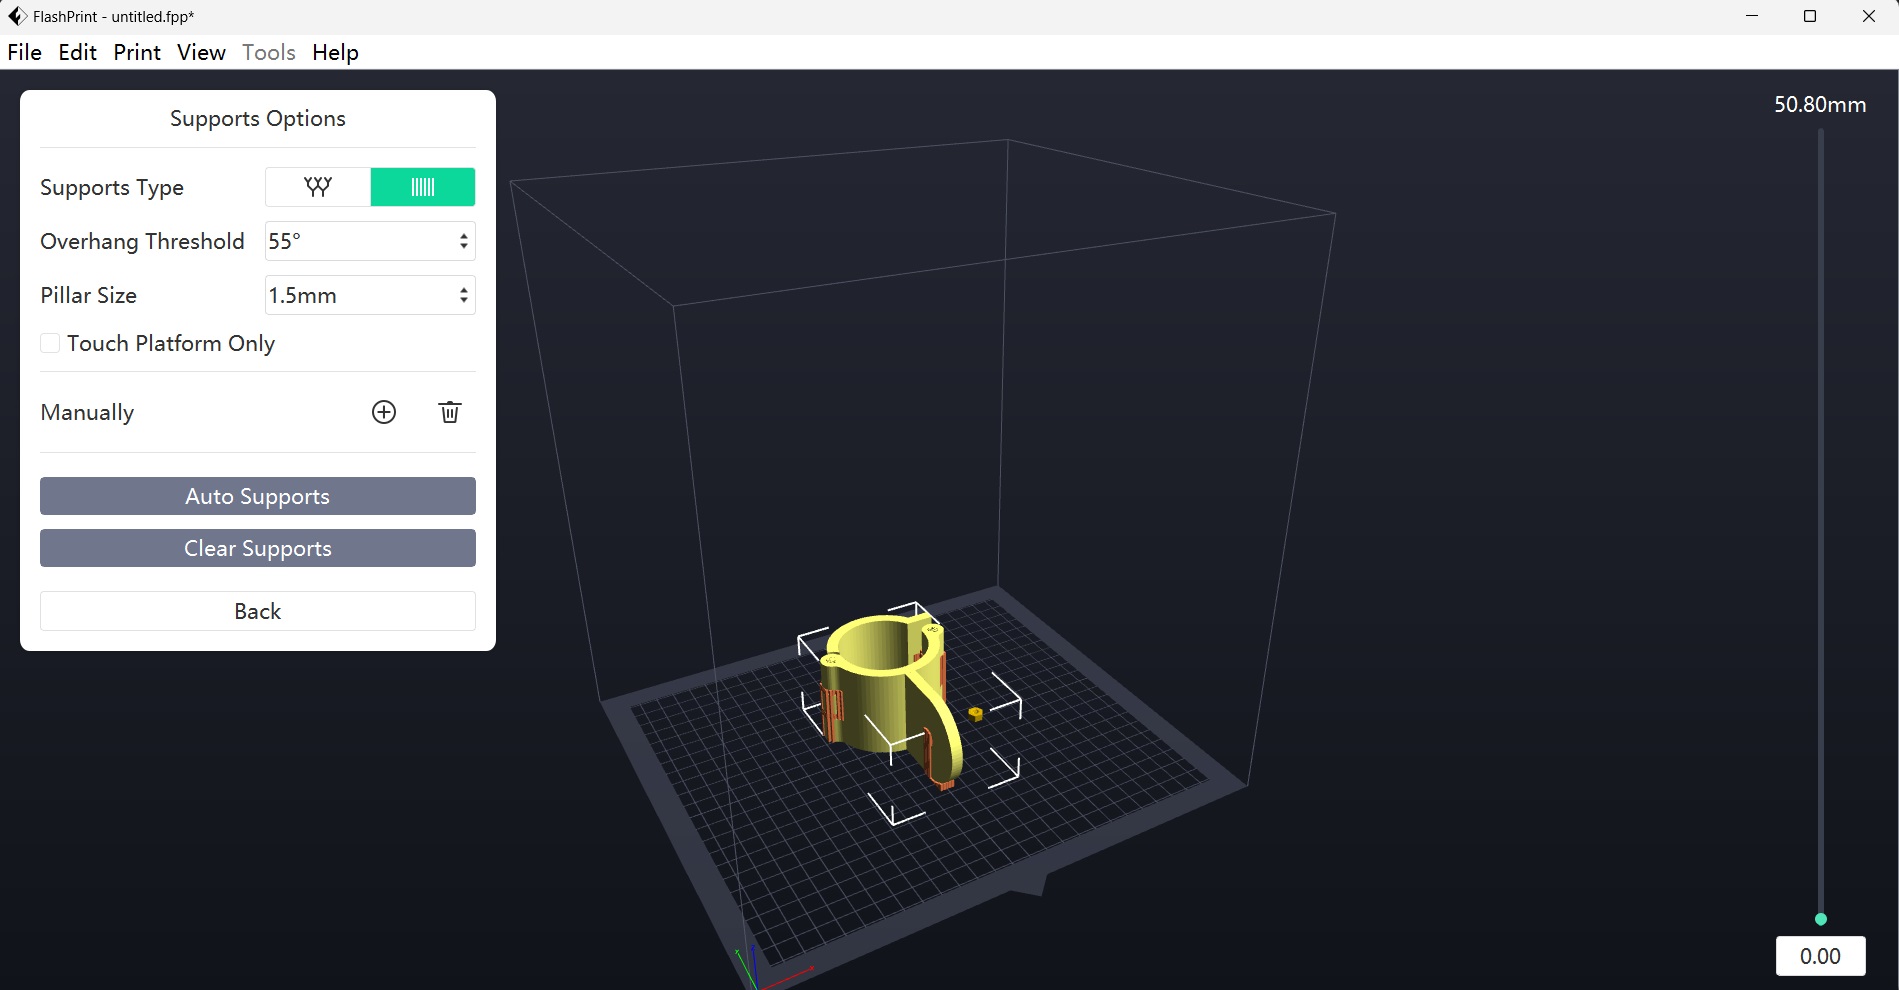 FlashPrint - untitled.fpp*
File Edit Print View Tools Help
Supports Options
50.80mm
Supports Type
Overhang Threshold 55°
Pillar Size 1.5mm
Touch Platform Only
Manually
Auto Supports
Clear Supports
Back
0.00